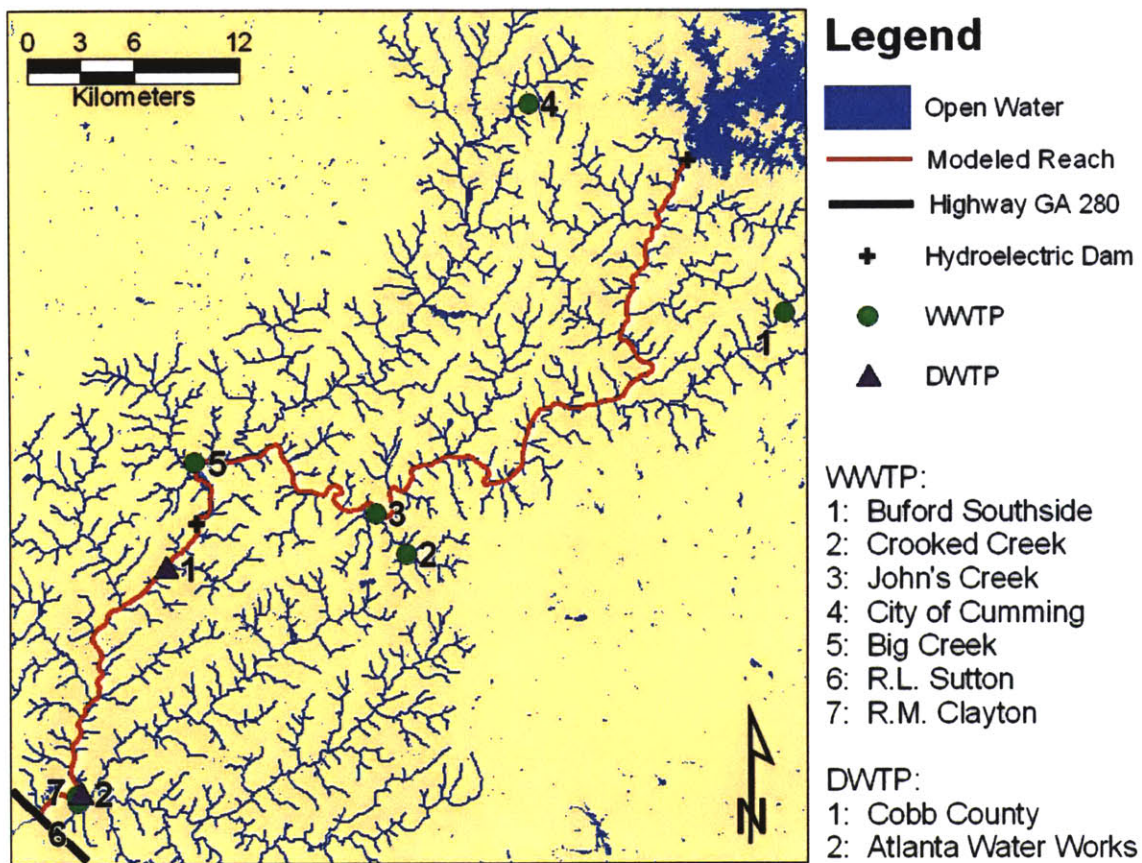 0 3 6 12
Kilometers
4
1
5
3
2
1
7 2
6
N
Legend
Open Water
Modeled Reach
Highway GA 280
Hydroelectric Dam
WWTP
DWTP
WWTP:
1: Buford Southside
2: Crooked Creek
3: John's Creek
4: City of Cumming
5: Big Creek
6: R.L. Sutton
7: R.M. Clayton
DWTP:
1: Cobb County
2: Atlanta Water Works